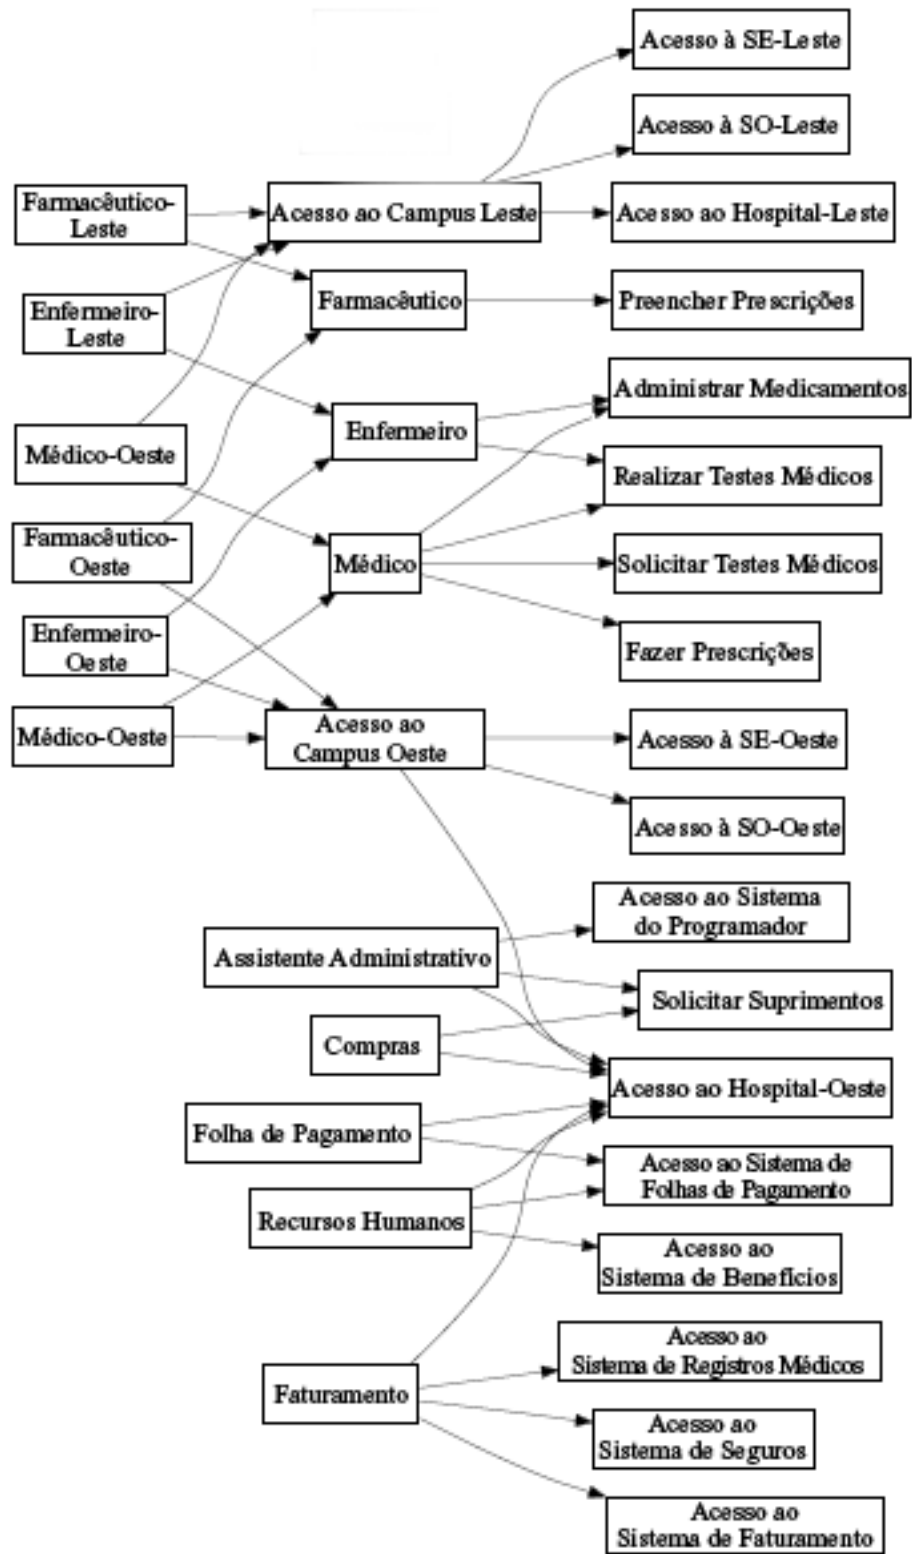 Acesso à SE-Leste
Acesso à SO-Leste
Farmacêutico-
Leste
Acesso ao Campus Leste
Acesso ao Hospital-Leste
Enfermeiro-
Leste
Farmacêutico
Preencher Prescrições
Administrar Medicamentos
Enfermeiro
Médico-Oeste
Realizar Testes Médicos
Farmacêutico-
Oeste
Médico
Solicitar Testes Médicos
Enfermeiro-
Oeste
Fazer Prescrições
Médico-Oeste
Acesso ao
Campus Oeste
Acesso à SE-Oeste
Acesso à SO-Oeste
Acesso ao Sistema
do Programador
Assistente Administrativo
Solicitar Suprimentos
Compras
Acesso ao Hospital-Oeste
Folha de Pagamento
Acesso ao Sistema de
Folhas de Pagamento
Recursos Humanos
Acesso ao
Sistema de Benefícios
Acesso ao
Sistema de Registros Médicos
Faturamento
Acesso ao
Sistema de Seguros
Acesso ao
Sistema de Faturamento